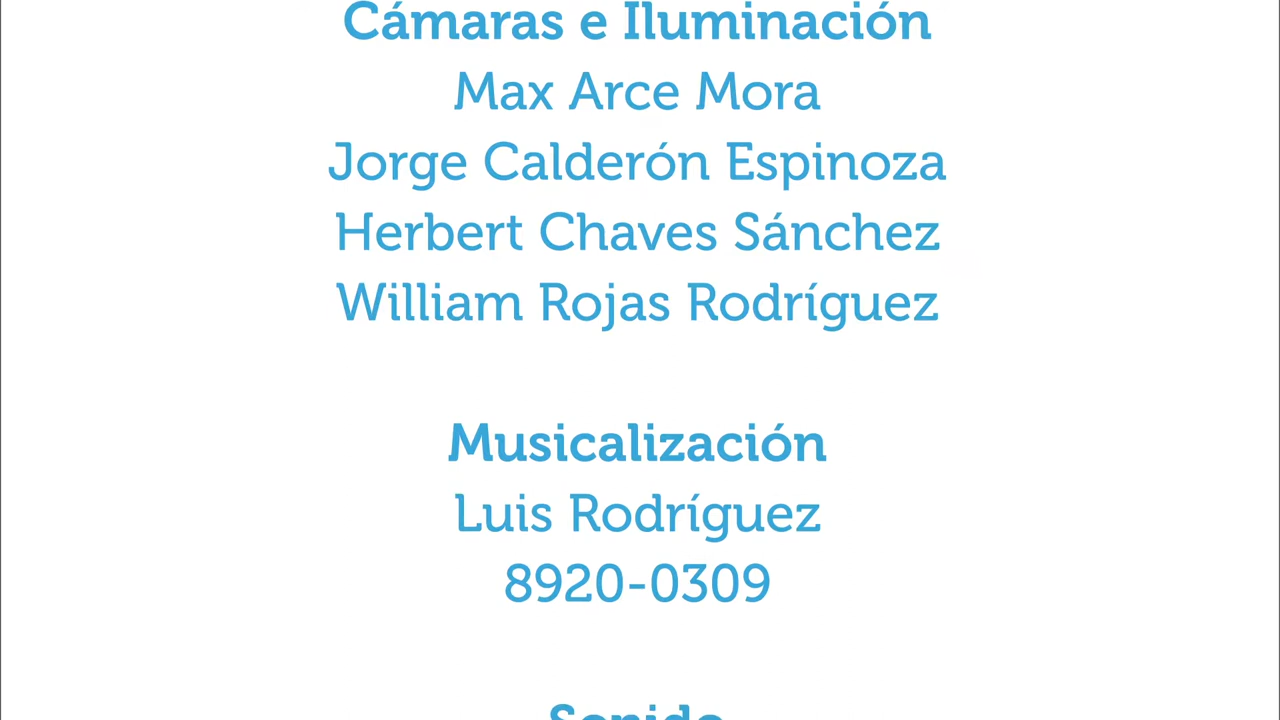 Cámaras e Iluminación
Max Arce Mora
Jorge Calderón Espinoza
Herbert Chaves Sánchez
William Rojas Rodríguez
Musicalización
Luis Rodríguez
8920-0309
Sonido